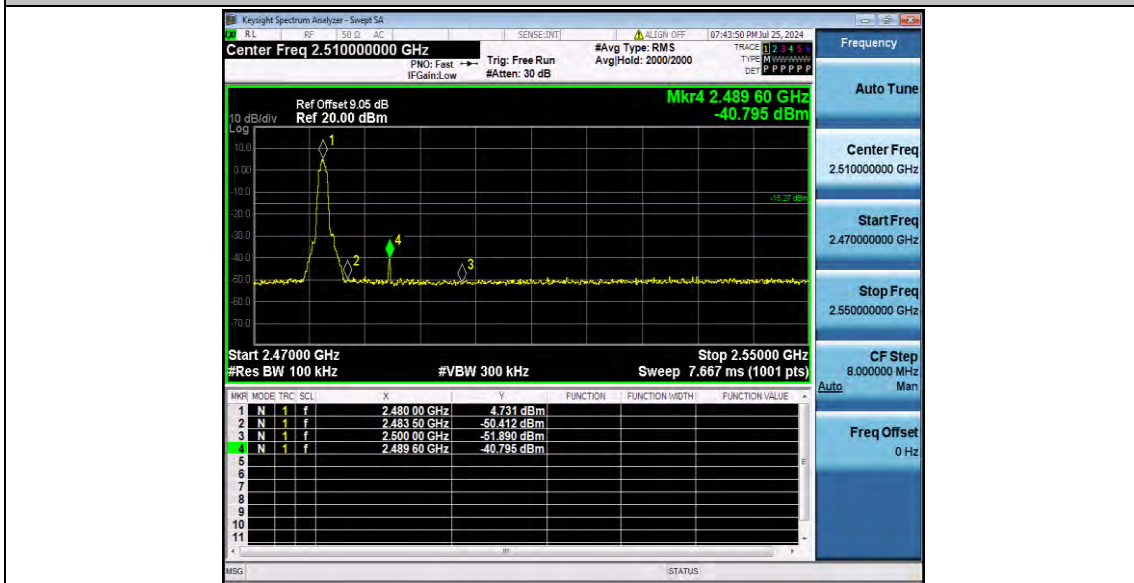 Keysight Spectrum Analyzer - Swept SA
RL RF 50 Ω AC SENSE:INT ALIGN OFF 07:43:50 PM Jul 25, 2024
Center Freq 2.510000000 GHz
PNO: Fast
IFGain:Low
Trig: Free Run
#Atten: 30 dB
#Avg Type: RMS
Avg|Hold: 2000/2000
TRACE 1 2 3 4 5 6
TYPE M W W W W W
DET P P P P P P
Mkr4 2.489 60 GHz
-40.795 dBm
Ref Offset 9.05 dB
10 dB/div Ref 20.00 dBm
Log
10.0
0.00
-10.0
-20.0
-30.0
-40.0
-50.0
-60.0
-70.0
1
2
3
4
-15.27 dBm
Start 2.47000 GHz Stop 2.55000 GHz
#Res BW 100 kHz #VBW 300 kHz Sweep 7.667 ms (1001 pts)
MKR MODE TRC SCL X Y FUNCTION FUNCTION WIDTH FUNCTION VALUE
1 N 1 f 2.480 00 GHz 4.731 dBm
2 N 1 f 2.483 50 GHz -50.412 dBm
3 N 1 f 2.500 00 GHz -51.890 dBm
4 N 1 f 2.489 60 GHz -40.795 dBm
5
6
7
8
9
10
11
MSG STATUS
Frequency
Auto Tune
Center Freq
2.510000000 GHz
Start Freq
2.470000000 GHz
Stop Freq
2.550000000 GHz
CF Step
8.000000 MHz
Auto Man
Freq Offset
0 Hz